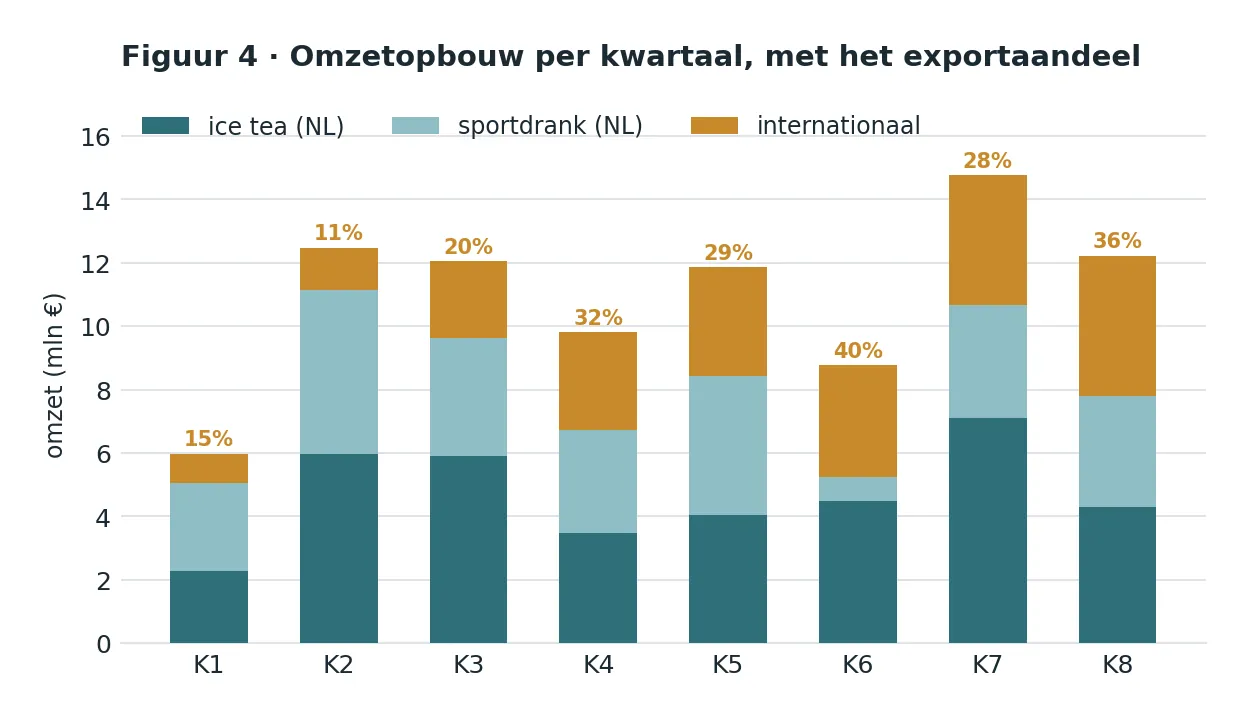 Figuur 4 · Omzetopbouw per kwartaal, met het exportaandeel
ice tea (NL) sportdrank (NL) internationaal
omzet (mln €)
16
14
12
10
8
6
4
2
0
15% 11% 20% 32% 29% 40% 28% 36%
K1 K2 K3 K4 K5 K6 K7 K8